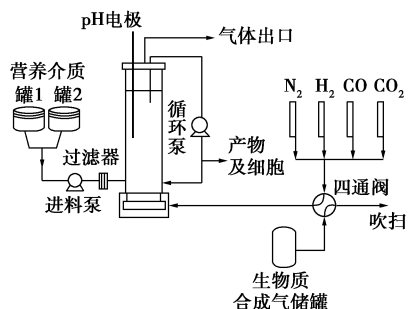 pH电极
气体出口
营养介质
罐1 罐2
循
环
泵
N2 H2 CO CO2
过滤器
产物
及细胞
进料泵
四通阀
吹扫
生物质
合成气储罐